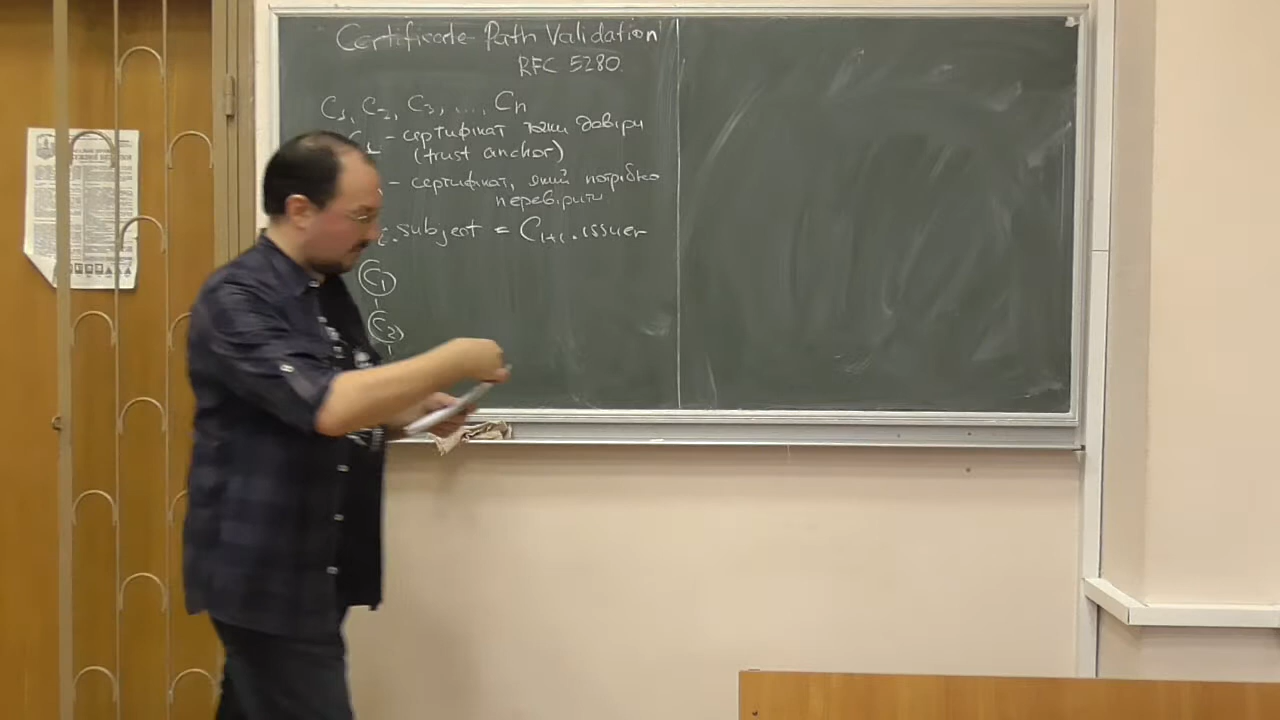 Certificate Path Validation
RFC 5280
C₁, C₂, C₃, ..., Cₙ
- сертифікат точки довіри
(trust anchor)
- сертифікат, який потрібно
перевірити
.subject = Cᵢ₊₁.issuer
C₁
C₂